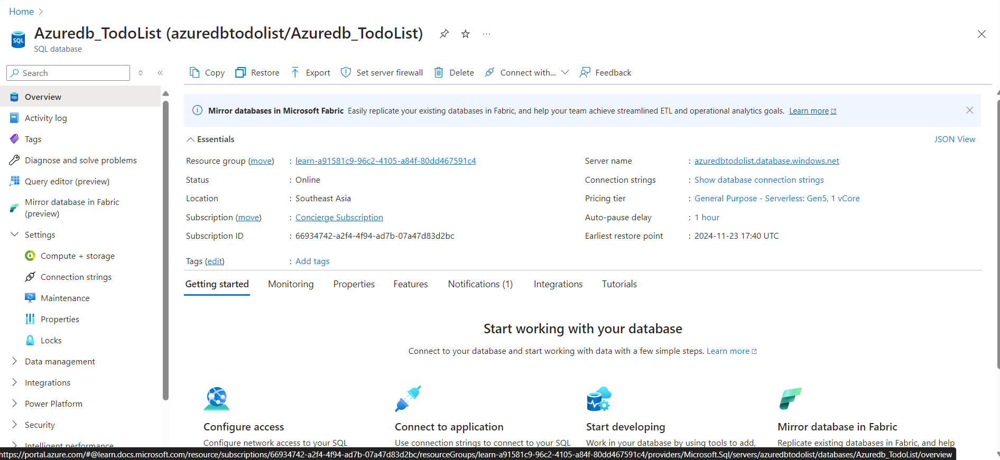 Home
Azuredb_TodoList (azuredbtodolist/Azuredb_TodoList)
SQL database
Search
Copy Restore Export Set server firewall Delete Connect with... Feedback
Overview
Activity log
Tags
Diagnose and solve problems
Query editor (preview)
Mirror database in Fabric
(preview)
Settings
Compute + storage
Connection strings
Maintenance
Properties
Locks
Data management
Integrations
Power Platform
Security
Intelligent performance
Mirror databases in Microsoft Fabric Easily replicate your existing databases in Fabric, and help your team achieve streamlined ETL and operational analytics goals. Learn more
Essentials
JSON View
Resource group (move) : learn-a91581c9-96c2-4105-a84f-80dd467591c4
Status : Online
Location : Southeast Asia
Subscription (move) : Concierge Subscription
Subscription ID : 66934742-a2f4-4f94-ad7b-07a47d83d2bc
Server name : azuredbtodolist.database.windows.net
Connection strings : Show database connection strings
Pricing tier : General Purpose - Serverless: Gen5, 1 vCore
Auto-pause delay : 1 hour
Earliest restore point : 2024-11-23 17:40 UTC
Tags (edit) : Add tags
Getting started Monitoring Properties Features Notifications (1) Integrations Tutorials
Start working with your database
Connect to your database and start working with data with a few simple steps. Learn more
Configure access
Configure network access to your SQL
Connect to application
Use connection strings to connect to your SQL
Start developing
Work in your database by using tools to add,
Mirror database in Fabric
Replicate existing databases in Fabric, and help
https://portal.azure.com/#@learn.docs.microsoft.com/resource/subscriptions/66934742-a2f4-4f94-ad7b-07a47d83d2bc/resourceGroups/learn-a91581c9-96c2-4105-a84f-80dd467591c4/providers/Microsoft.Sql/servers/azuredbtodolist/databases/Azuredb_TodoList/overview